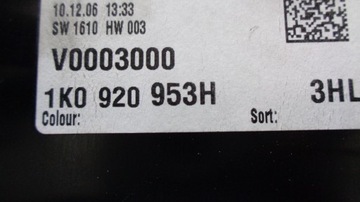 10.12.06 13:33
SW 1610 HW 003
V0003000
1K0 920 953H 3HL
Colour: Sort: